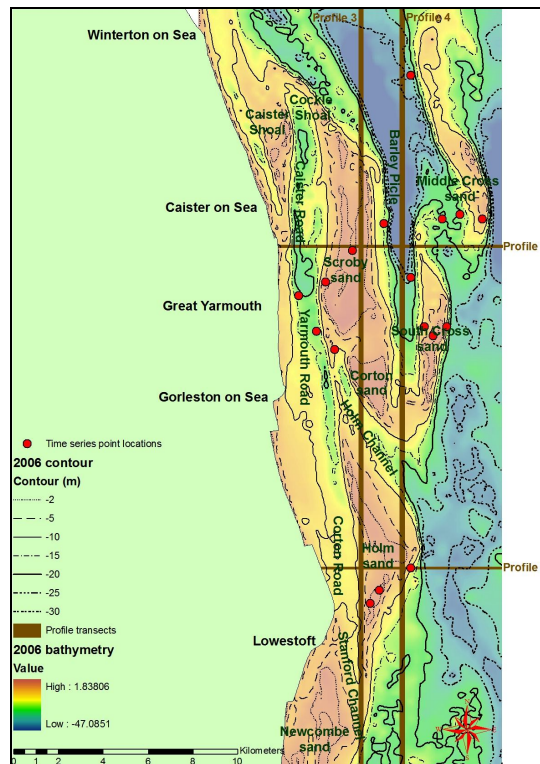 Profile 3
Profile 4
Winterton on Sea
Cockle
Shoal
Caister
Shoal
Barley Picle
Caister Road
Middle Cross
sand
Caister on Sea
Profile
Scroby
sand
Great Yarmouth
Yarmouth Road
South Cross
sand
Corton
sand
Gorleston on Sea
Holm Channel
Time series point locations
2006 contour
Contour (m)
-2
-5
-10
-15
-20
-25
-30
Corton Road
Holm
sand
Profile
Profile transects
2006 bathymetry
Value
High : 1.83806
Low : -47.0851
Lowestoft
Stanford Channel
Newcombe
sand
Kilometers
0 1 2 4 6 8 10